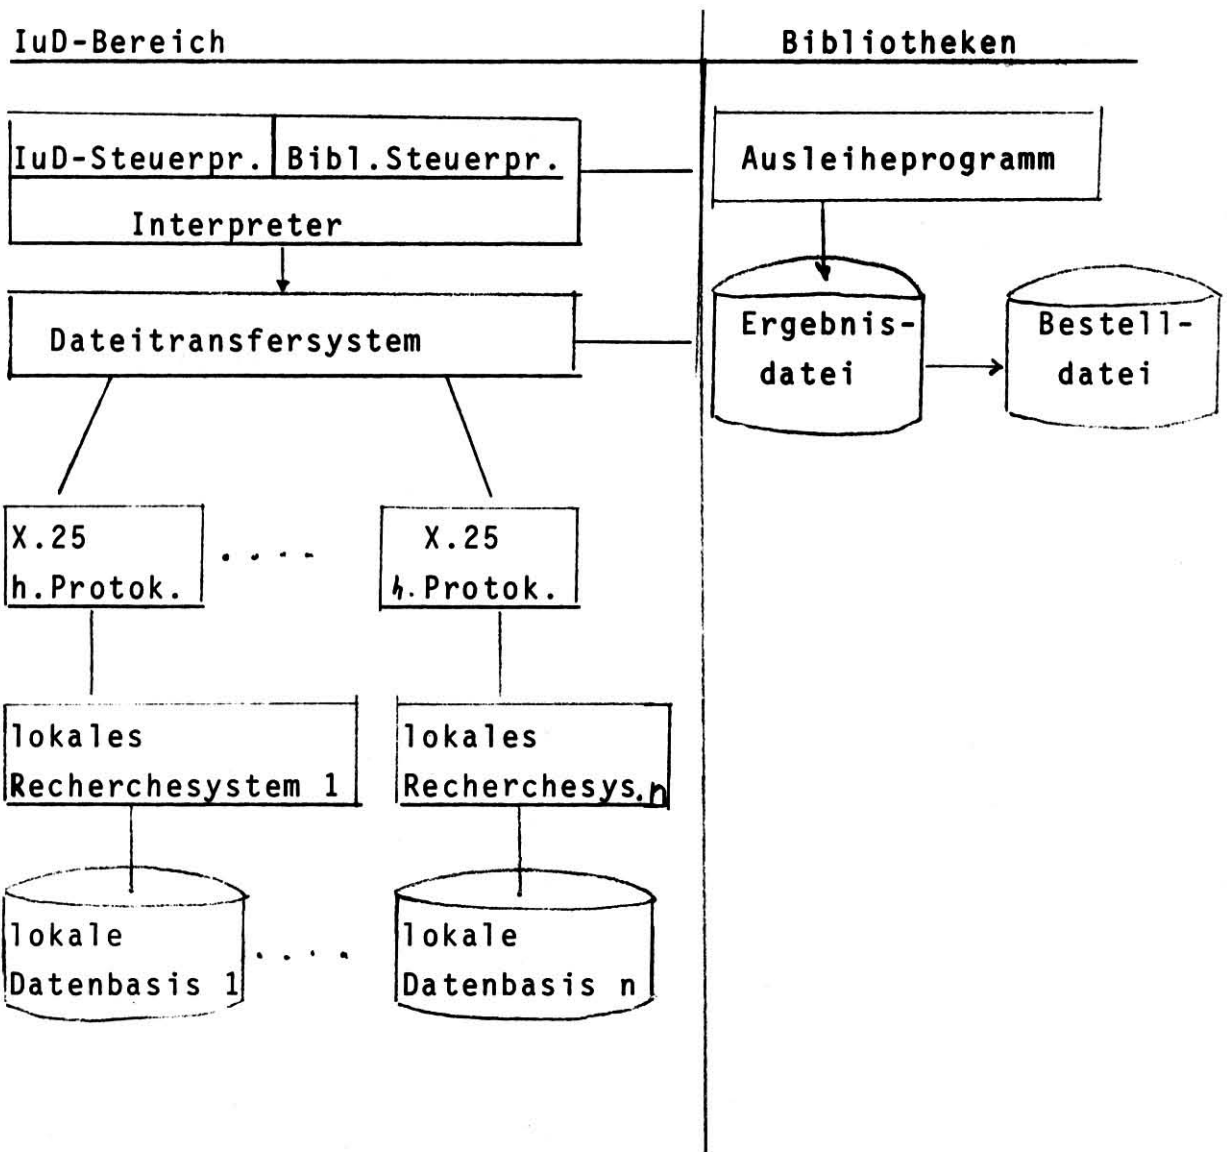 IuD-Bereich
Bibliotheken
IuD-Steuerpr.
Bibl.Steuerpr.
Interpreter
Ausleiheprogramm
Dateitransfersystem
Ergebnis-
datei
Bestell-
datei
X.25
h.Protok.
. . . .
X.25
h.Protok.
lokales
Recherchesystem 1
lokales
Recherchesys.n
lokale
Datenbasis 1
. . . .
lokale
Datenbasis n